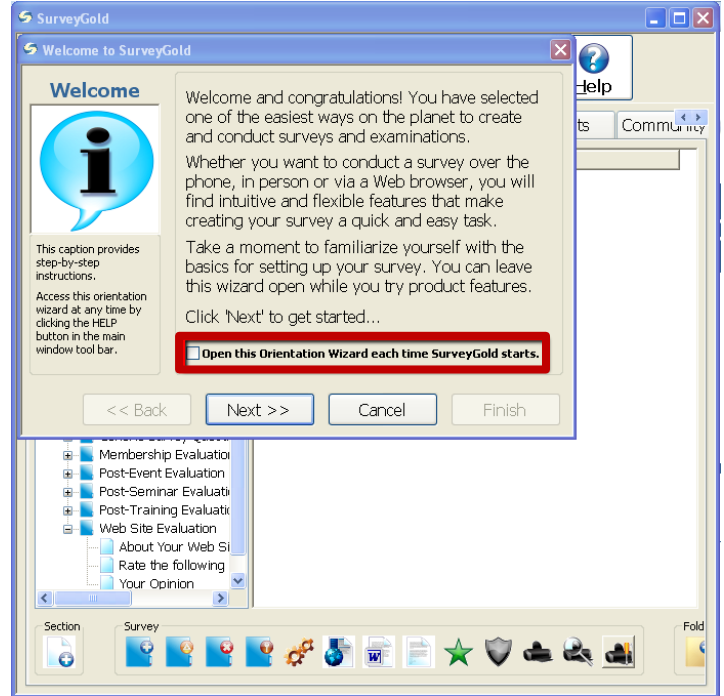 SurveyGold
Welcome to SurveyGold
Help
Welcome
Welcome and congratulations! You have selected
one of the easiest ways on the planet to create
and conduct surveys and examinations.
Whether you want to conduct a survey over the
phone, in person or via a Web browser, you will
find intuitive and flexible features that make
creating your survey a quick and easy task.
Take a moment to familiarize yourself with the
basics for setting up your survey. You can leave
this wizard open while you try product features.
Click 'Next' to get started...
This caption provides
step-by-step
instructions.
Access this orientation
wizard at any time by
clicking the HELP
button in the main
window tool bar.
Open this Orientation Wizard each time SurveyGold starts.
<< Back
Next >>
Cancel
Finish
ts
Community
Membership Evaluation
Post-Event Evaluation
Post-Seminar Evaluati
Post-Training Evaluatio
Web Site Evaluation
About Your Web Si
Rate the following
Your Opinion
Section
Survey
Fold